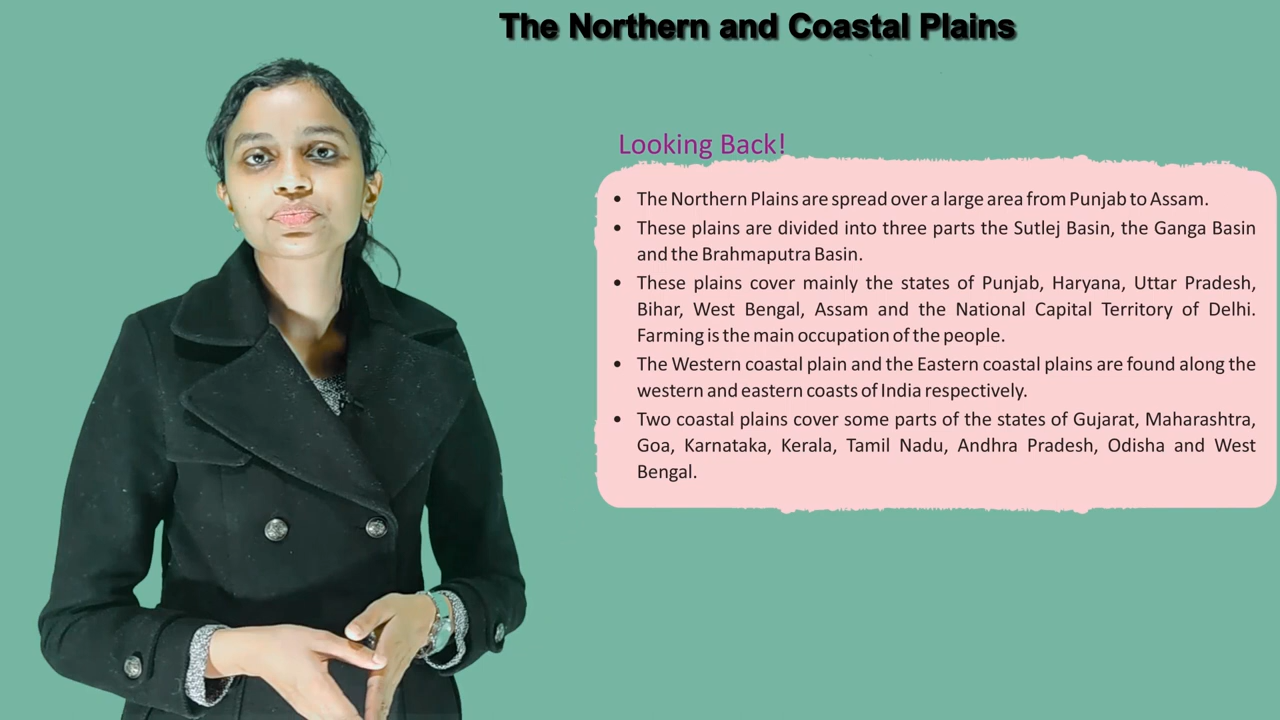 The Northern and Coastal Plains
Looking Back!
• The Northern Plains are spread over a large area from Punjab to Assam.
• These plains are divided into three parts the Sutlej Basin, the Ganga Basin
and the Brahmaputra Basin.
• These plains cover mainly the states of Punjab, Haryana, Uttar Pradesh,
Bihar, West Bengal, Assam and the National Capital Territory of Delhi.
Farming is the main occupation of the people.
• The Western coastal plain and the Eastern coastal plains are found along the
western and eastern coasts of India respectively.
• Two coastal plains cover some parts of the states of Gujarat, Maharashtra,
Goa, Karnataka, Kerala, Tamil Nadu, Andhra Pradesh, Odisha and West
Bengal.